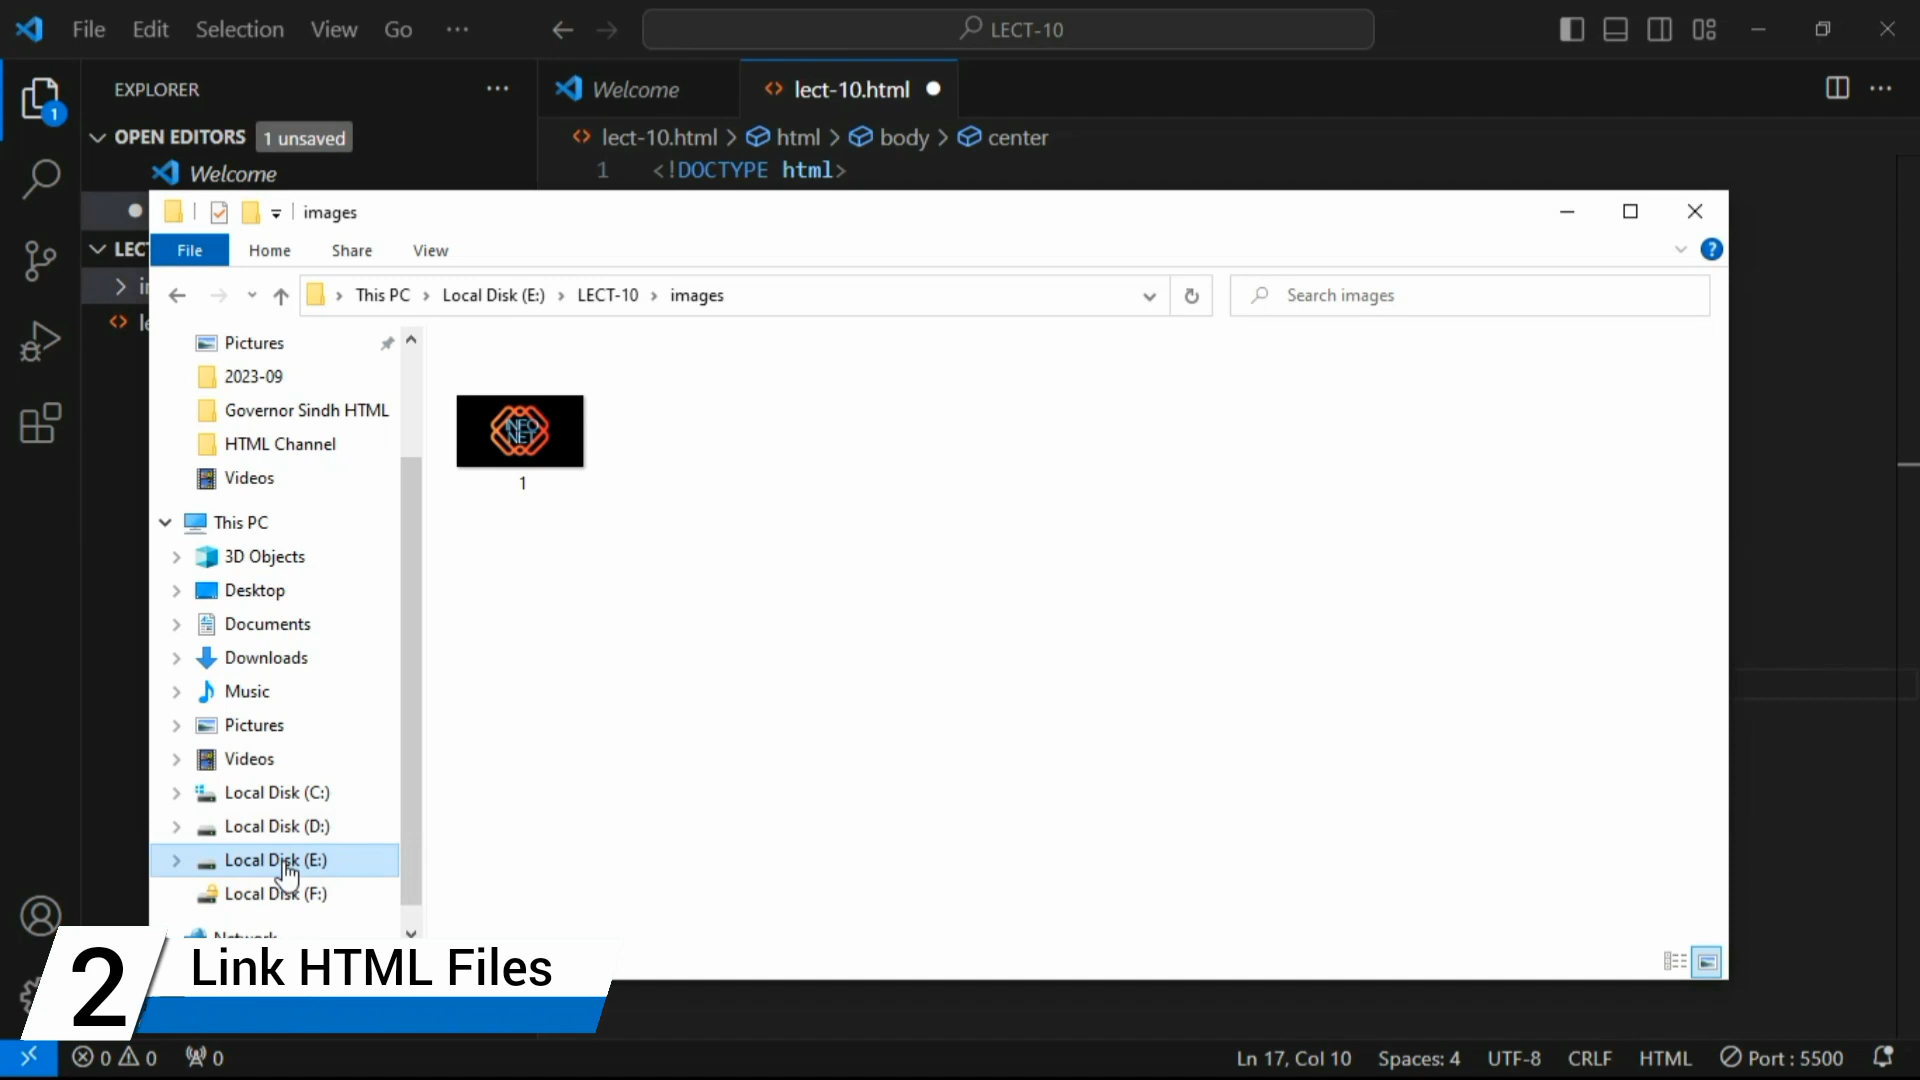 File Edit Selection View Go ...
LECT-10
EXPLORER ...
Welcome
lect-10.html
OPEN EDITORS 1 unsaved
lect-10.html > html > body > center
Welcome
1 <!DOCTYPE html>
images
LECT
File Home Share View
This PC > Local Disk (E:) > LECT-10 > images
Search images
Pictures
2023-09
Governor Sindh HTML
HTML Channel
Videos
This PC
3D Objects
Desktop
Documents
Downloads
Music
Pictures
Videos
Local Disk (C:)
Local Disk (D:)
Local Disk (E:)
Local Disk (F:)
Network
INFO
NET
1
2 Link HTML Files
0 0 0
Ln 17, Col 10 Spaces: 4 UTF-8 CRLF HTML Port : 5500